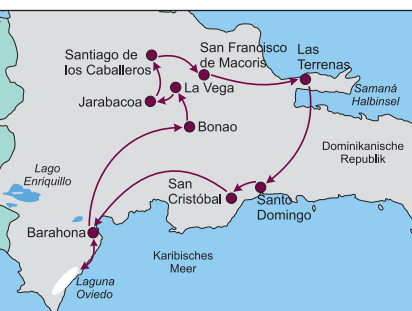 Santiago de
los Caballeros
San Francisco
de Macoris
Las
Terrenas
La Vega
Samaná
Halbinsel
Jarabacoa
Bonao
Dominikanische
Republik
Lago
Enriquillo
San
Cristóbal
Santo
Domingo
Barahona
Karibisches
Meer
Laguna
Oviedo